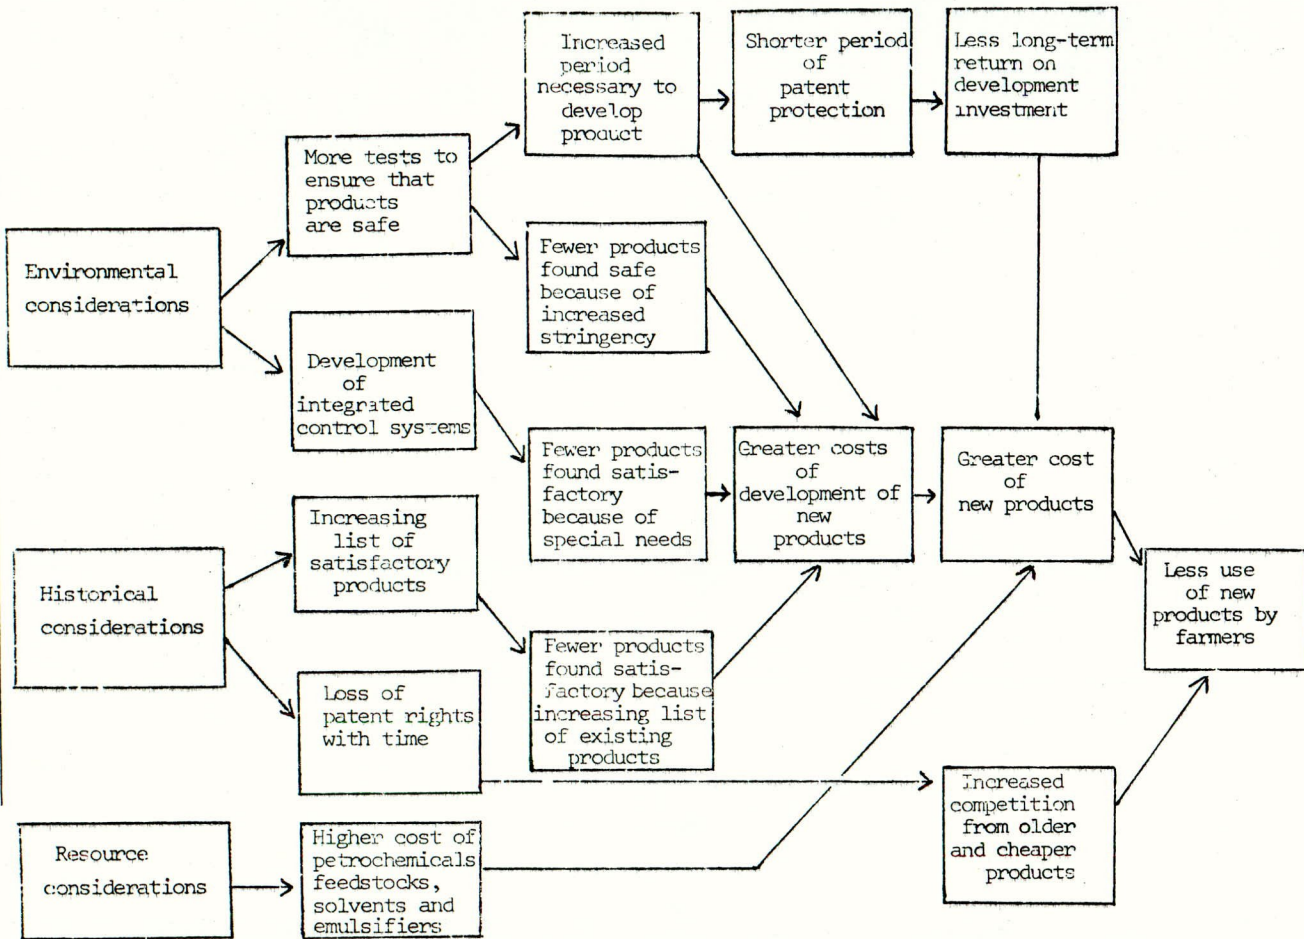 Increased
period
necessary to
develop
product
Shorter period
of
patent
protection
Less long-term
return on
development
investment
More tests to
ensure that
products
are safe
Environmental
considerations
Fewer products
found safe
because of
increased
stringency
Development
of
integrated
control systems
Fewer products
found satis-
factory
because of
special needs
Greater costs
of
development of
new
products
Greater cost
of
new products
Increasing
list of
satisfactory
products
Historical
considerations
Less use
of new
products by
farmers
Fewer products
found satis-
factory because
increasing list
of existing
products
Loss of
patent rights
with time
Increased
competition
from older
and cheaper
products
Resource
considerations
Higher cost of
petrochemicals
feedstocks,
solvents and
emulsifiers